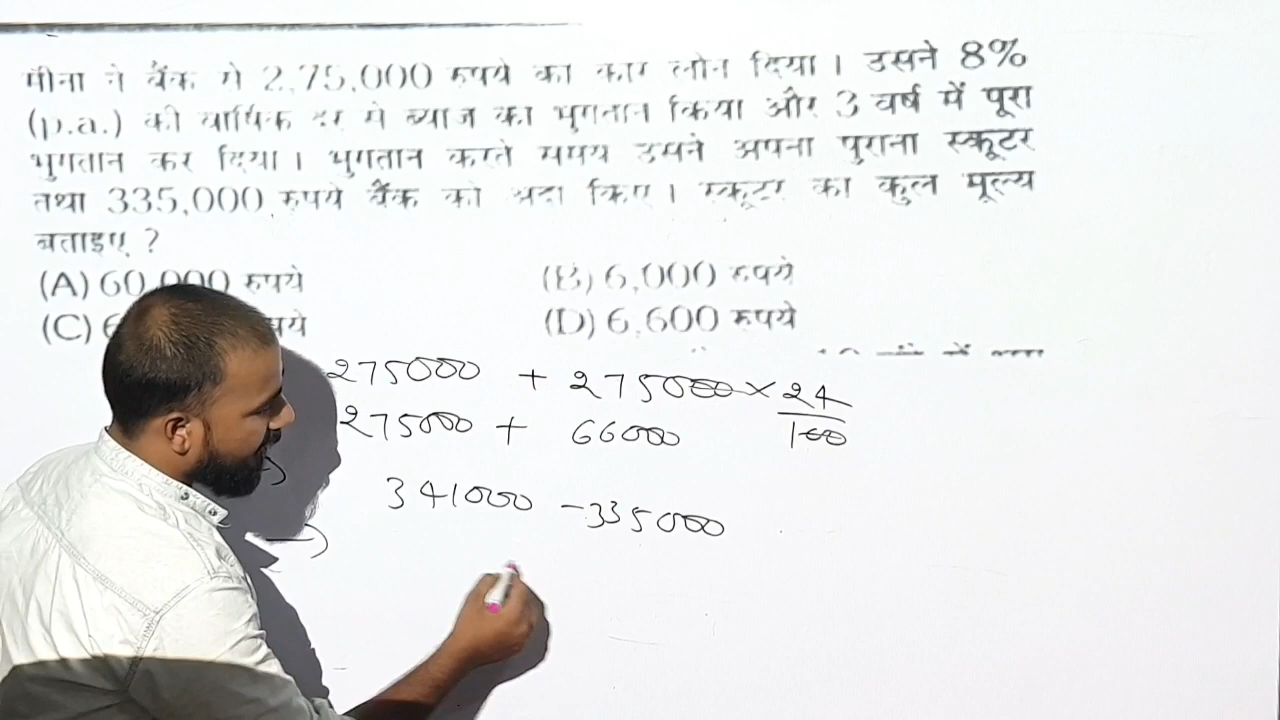 मीना ने बैंक से 2,75,000 रुपये का कार लोन दिया। उसने 8%
(p.a.) की वार्षिक दर से ब्याज का भुगतान किया और 3 वर्ष में पूरा
भुगतान कर दिया। भुगतान करते समय उसने अपना पुराना स्कूटर
तथा 335,000 रुपये बैंक को अदा किए। स्कूटर का कुल मूल्य
बताइए ?
(A) 60,000 रुपये (B) 6,000 रुपये
(C) 6 पये (D) 6,600 रुपये
275000 + 275000 × 24/100
275000 + 66000
341000 - 335000